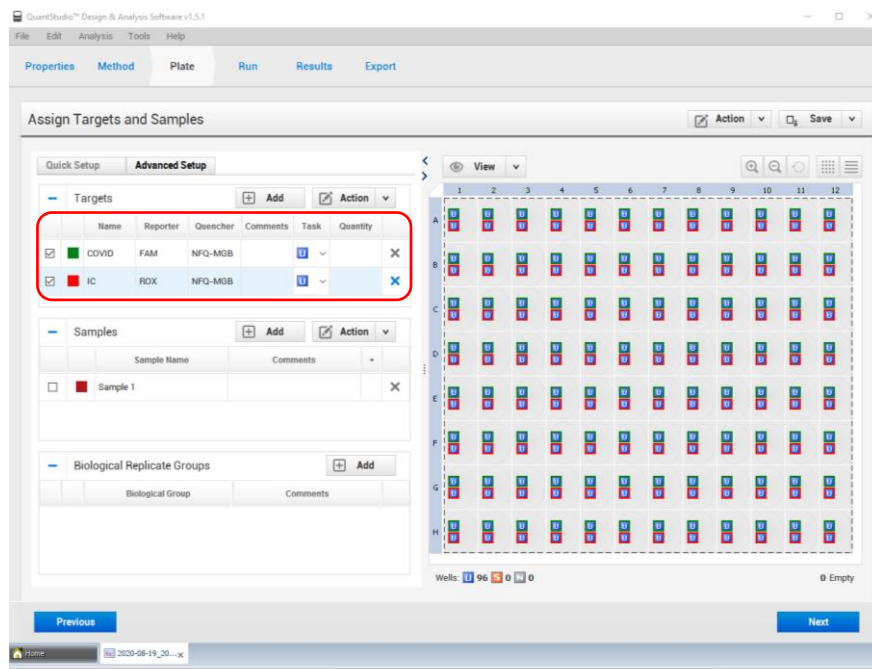 QuantStudio™ Design & Analysis Software v1.5.1
File Edit Analysis Tools Help
Properties Method Plate Run Results Export
Assign Targets and Samples
Action
Save
Quick Setup Advanced Setup
Targets
Add
Action
Name Reporter Quencher Comments Task Quantity
COVID FAM NFQ-MGB U
IC ROX NFQ-MGB U
Samples
Add
Action
Sample Name Comments
Sample 1
Biological Replicate Groups
Add
Biological Group Comments
View
1 2 3 4 5 6 7 8 9 10 11 12
A U U U U U U U U U U U U
U U U U U U U U U U U U
B U U U U U U U U U U U U
U U U U U U U U U U U U
C U U U U U U U U U U U U
U U U U U U U U U U U U
D U U U U U U U U U U U U
U U U U U U U U U U U U
E U U U U U U U U U U U U
U U U U U U U U U U U U
F U U U U U U U U U U U U
U U U U U U U U U U U U
G U U U U U U U U U U U U
U U U U U U U U U U U U
H U U U U U U U U U U U U
U U U U U U U U U U U U
Wells: U 96 S 0 N 0
0 Empty
Previous
Next
Home
2020-08-19_20...